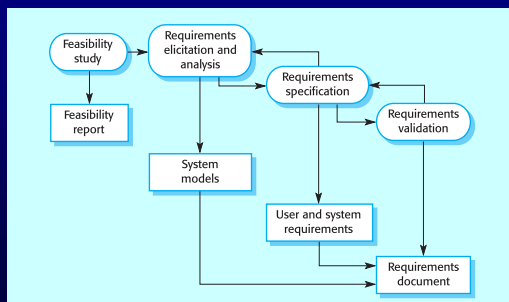 Feasibility
study
Requirements
elicitation and
analysis
Requirements
specification
Requirements
validation
Feasibility
report
System
models
User and system
requirements
Requirements
document